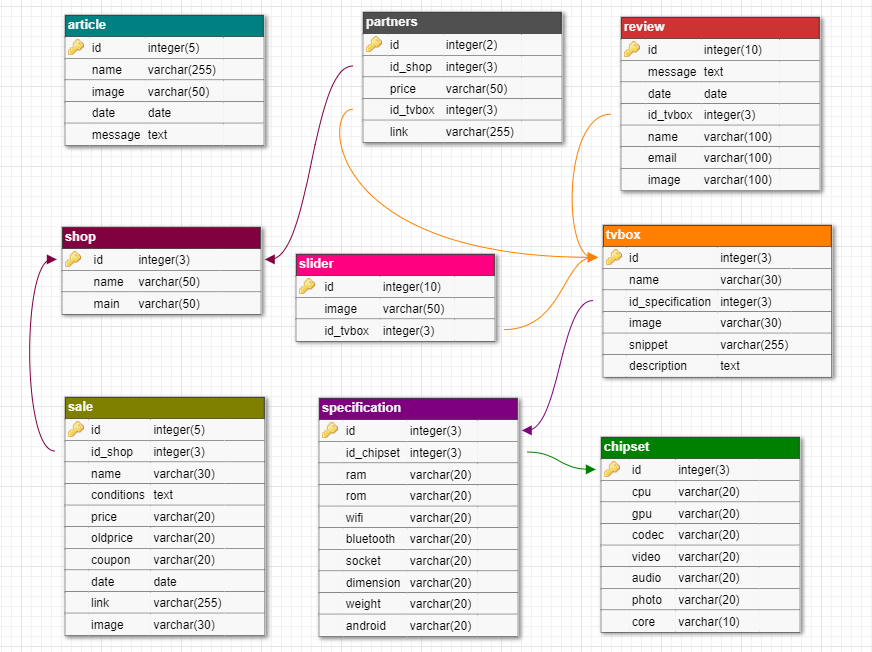 article
id integer(5)
name varchar(255)
image varchar(50)
date date
message text
partners
id integer(2)
id_shop integer(3)
price varchar(50)
id_tvbox integer(3)
link varchar(255)
review
id integer(10)
message text
date date
id_tvbox integer(3)
name varchar(100)
email varchar(100)
image varchar(100)
shop
id integer(3)
name varchar(50)
main varchar(50)
slider
id integer(10)
image varchar(50)
id_tvbox integer(3)
tvbox
id integer(3)
name varchar(30)
id_specification integer(3)
image varchar(30)
snippet varchar(255)
description text
sale
id integer(5)
id_shop integer(3)
name varchar(30)
conditions text
price varchar(20)
oldprice varchar(20)
coupon varchar(20)
date date
link varchar(255)
image varchar(30)
specification
id integer(3)
id_chipset integer(3)
ram varchar(20)
rom varchar(20)
wifi varchar(20)
bluetooth varchar(20)
socket varchar(20)
dimension varchar(20)
weight varchar(20)
android varchar(20)
chipset
id integer(3)
cpu varchar(20)
gpu varchar(20)
codec varchar(20)
video varchar(20)
audio varchar(20)
photo varchar(20)
core varchar(10)